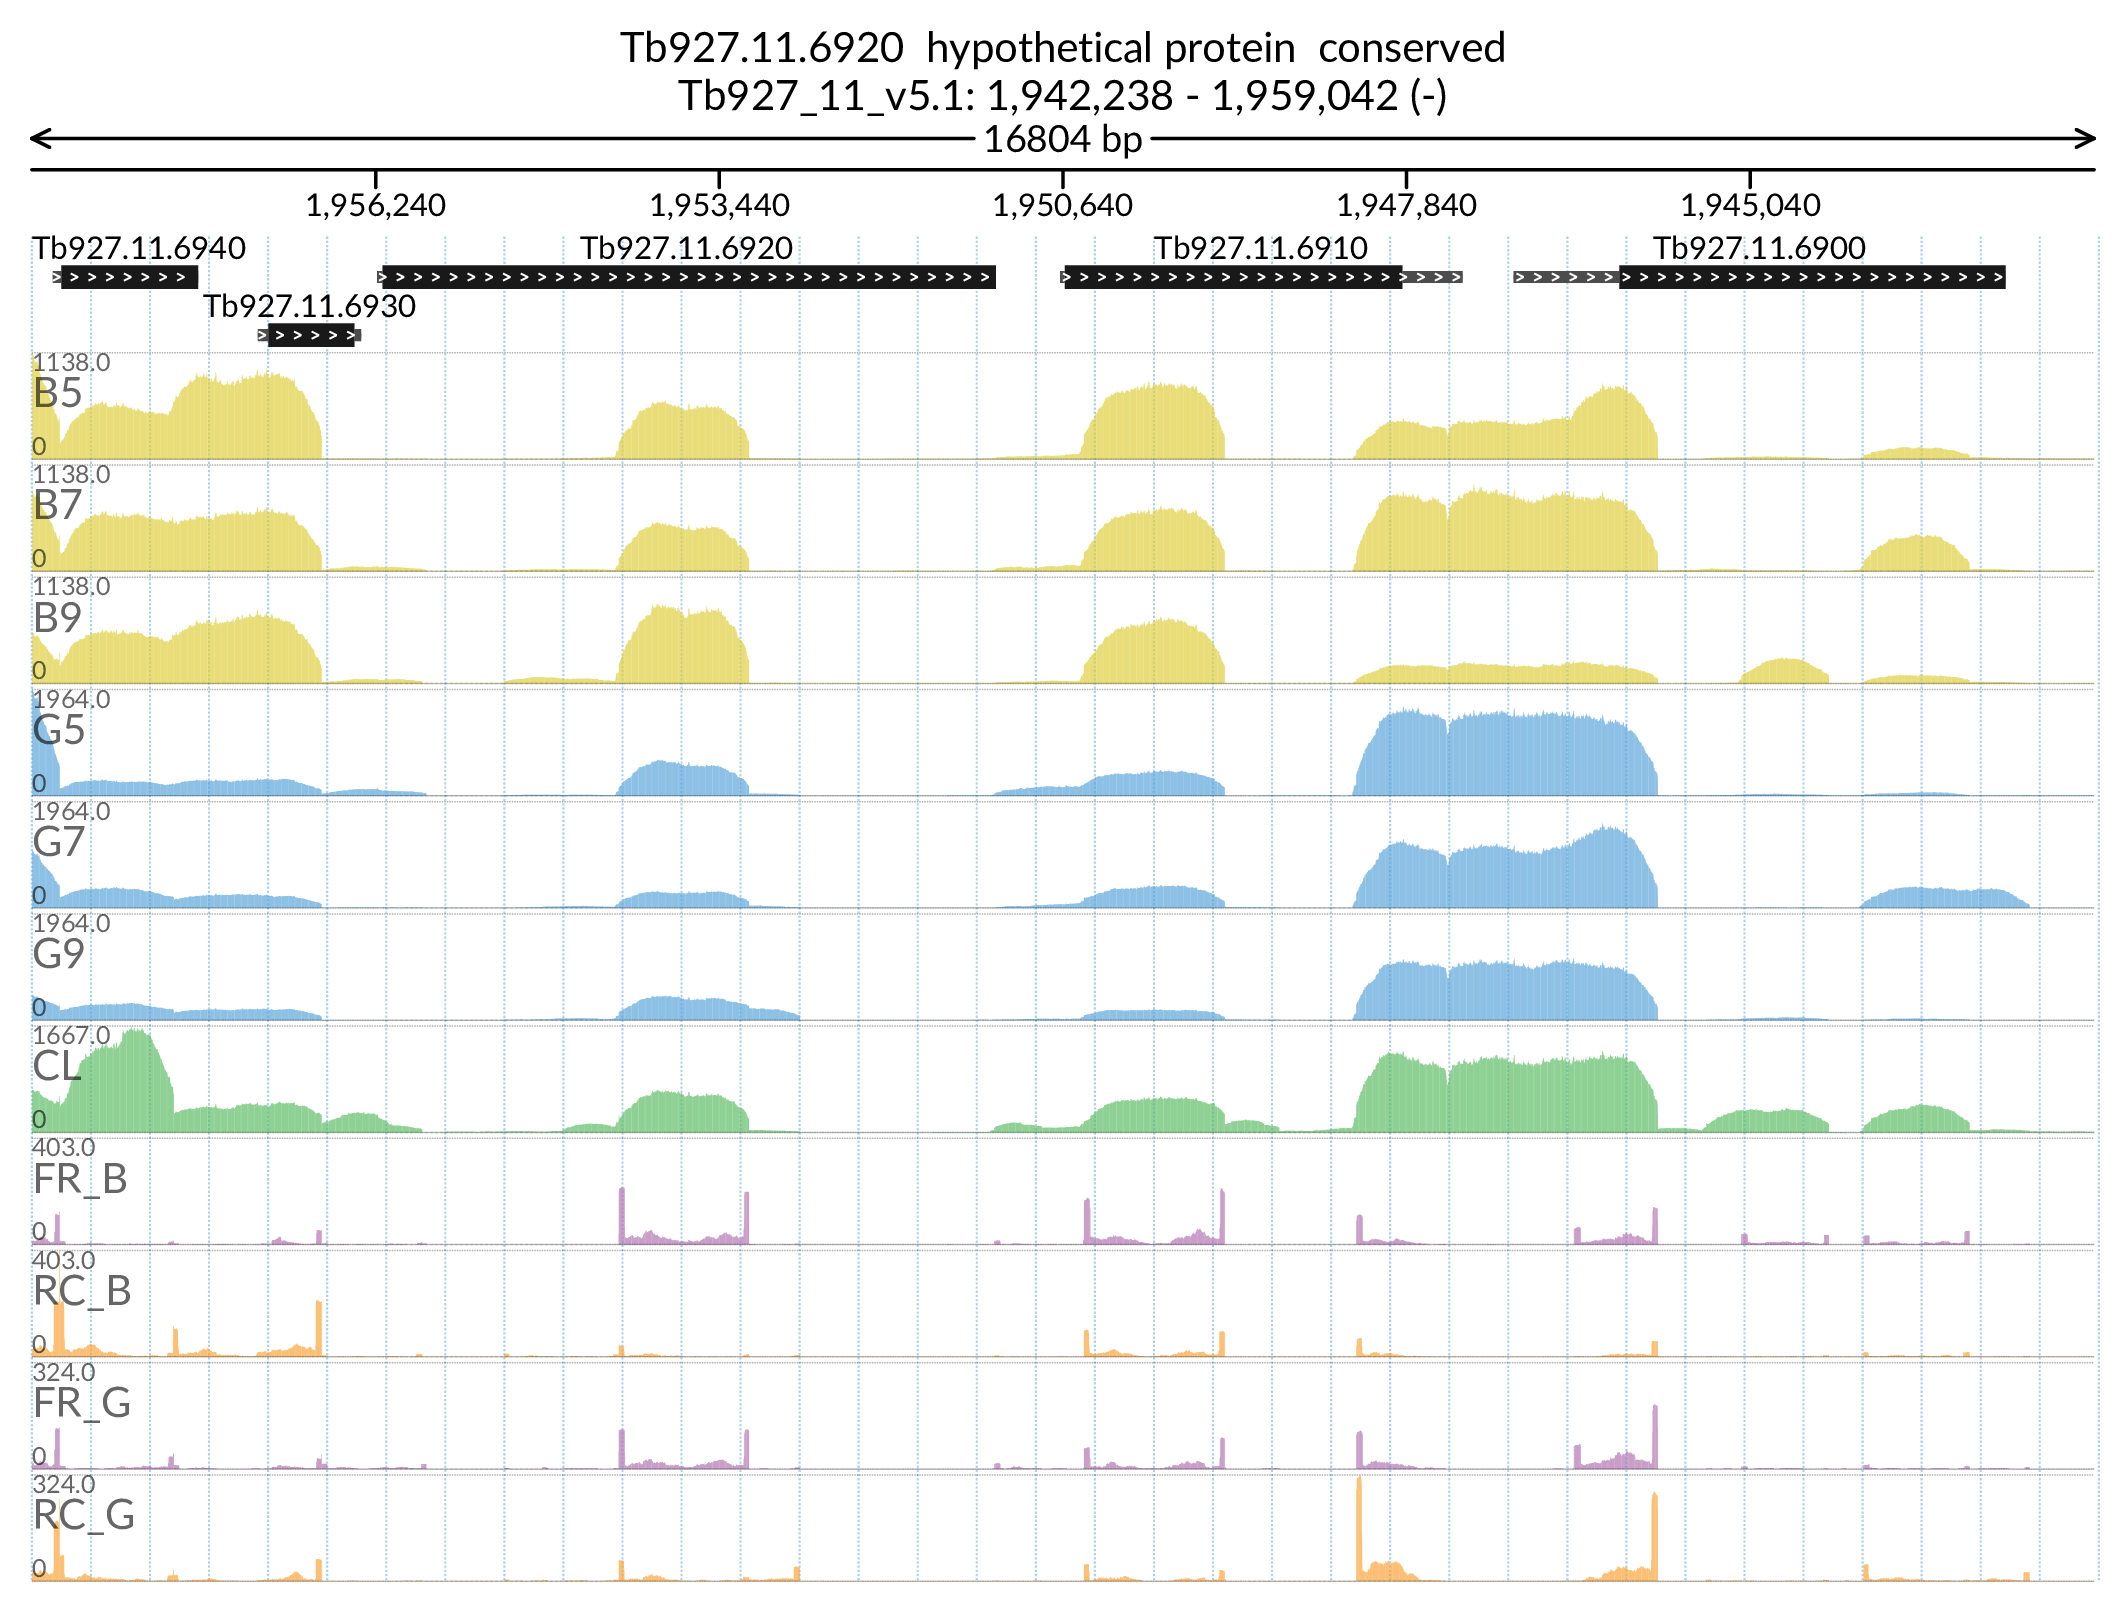 Tb927.11.6920 hypothetical protein conserved
Tb927_11_v5.1: 1,942,238 - 1,959,042 (-)
16804 bp
1,956,240 1,953,440 1,950,640 1,947,840 1,945,040
Tb927.11.6940 Tb927.11.6920 Tb927.11.6910 Tb927.11.6900
Tb927.11.6930
1138.0
B5
0
1138.0
B7
0
1138.0
B9
0
1964.0
G5
0
1964.0
G7
0
1964.0
G9
0
1667.0
CL
0
403.0
FR_B
0
403.0
RC_B
0
324.0
FR_G
0
324.0
RC_G
0